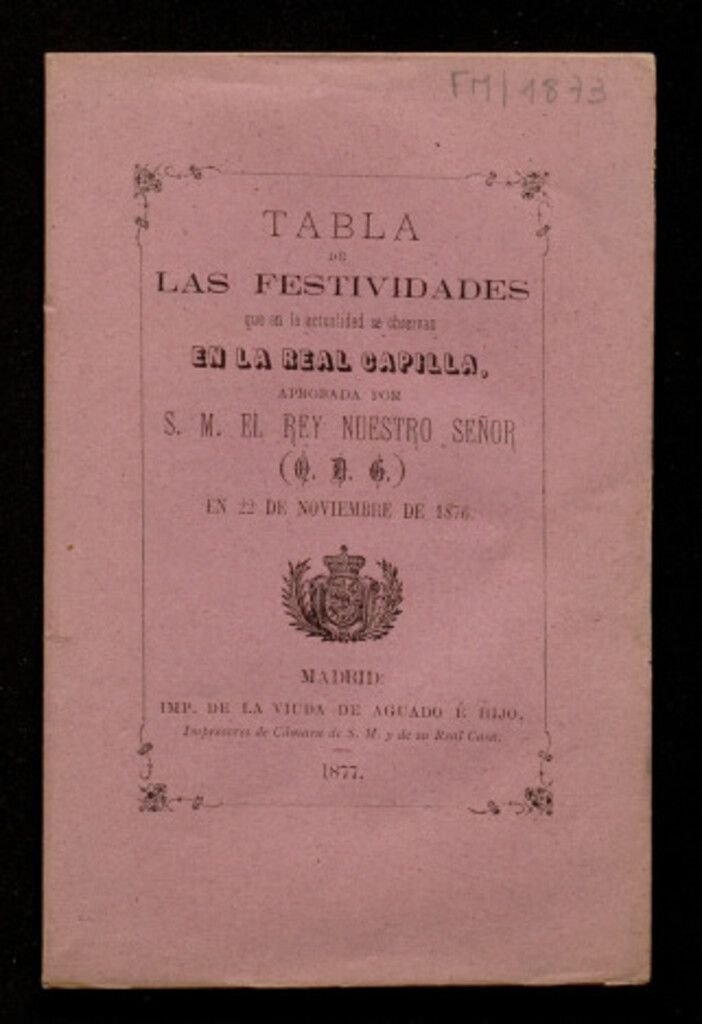 FM/1873
TABLA
DE
LAS FESTIVIDADES
que en la actualidad se observan
EN LA REAL CAPILLA,
APROBADA POR
S. M. EL REY NUESTRO SEÑOR
(Q. D. G.)
EN 22 DE NOVIEMBRE DE 1876.
MADRID:
IMP. DE LA VIUDA DE AGUADO É HIJO,
Impresores de Cámara de S. M. y de su Real Casa.
1877.